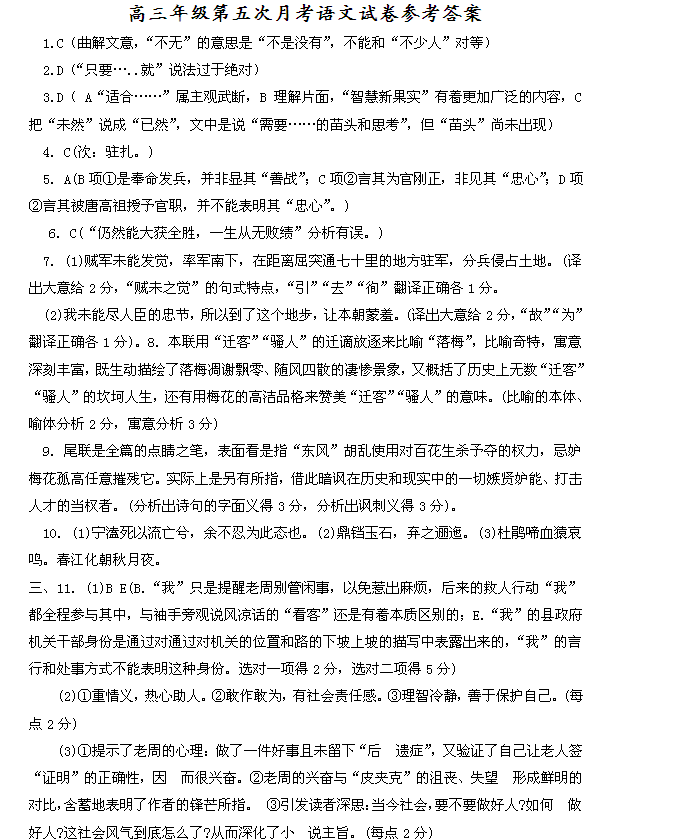 高三年级第五次月考语文试卷参考答案
1.C（曲解文意，“不无”的意思是“不是没有”，不能和“不少人”对等）
2.D（“只要…..就”说法过于绝对）
3.D（ A“适合……”属主观武断，B 理解片面，“智慧新果实”有着更加广泛的内容，C
把“未然”说成“已然”，文中是说“需要……的苗头和思考”，但“苗头”尚未出现）
4. C(次：驻扎。)
5. A(B项①是奉命发兵，并非显其“善战”；C项②言其为官刚正，非见其“忠心”；D项
②言其被唐高祖授予官职，并不能表明其“忠心”。)
6. C(“仍然能大获全胜，一生从无败绩”分析有误。)
7. (1)贼军未能发觉，率军南下，在距离屈突通七十里的地方驻军，分兵侵占土地。(译
出大意给2分，“贼未之觉”的句式特点，“引”“去”“徇”翻译正确各1分。
(2)我未能尽人臣的忠节，所以到了这个地步，让本朝蒙羞。(译出大意给2分，“故”“为”
翻译正确各1分)。8. 本联用“迁客”“骚人”的迁谪放逐来比喻“落梅”，比喻奇特，寓意
深刻丰富，既生动描绘了落梅凋谢飘零、随风四散的凄惨景象，又概括了历史上无数“迁客”
“骚人”的坎坷人生，还有用梅花的高洁品格来赞美“迁客”“骚人”的意味。(比喻的本体、
喻体分析2分，寓意分析3分)
9. 尾联是全篇的点睛之笔，表面看是指“东风”胡乱使用对百花生杀予夺的权力，忌妒
梅花孤高任意摧残它。实际上是另有所指，借此暗讽在历史和现实中的一切嫉贤妒能、打击
人才的当权者。(分析出诗句的字面义得3分，分析出讽刺义得3分)。
10. (1)宁溘死以流亡兮，余不忍为此态也。(2)鼎铛玉石，弃之逦迤。(3)杜鹃啼血猿哀
鸣。春江花朝秋月夜。
三、11. (1)B E(B.“我”只是提醒老周别管闲事，以免惹出麻烦，后来的救人行动“我”
都全程参与其中，与袖手旁观说风凉话的“看客”还是有着本质区别的；E.“我”的县政府
机关干部身份是通过对通过对机关的位置和路的下坡上坡的描写中表露出来的，“我”的言
行和处事方式不能表明这种身份。选对一项得2分，选对二项得5分)
(2)①重情义，热心助人。②敢作敢为，有社会责任感。③理智冷静，善于保护自己。(每
点2分)
(3)①提示了老周的心理：做了一件好事且未留下“后　遗症”，又验证了自己让老人签
“证明”的正确性，因　而很兴奋。②老周的兴奋与“皮夹克”的沮丧、失望　形成鲜明的
对比，含蓄地表明了作者的锋芒所指。 ③引发读者深思：当今社会，要不要做好人?如何　做
好人?这社会风气到底怎么了?从而深化了小　说主旨。(每点2分)